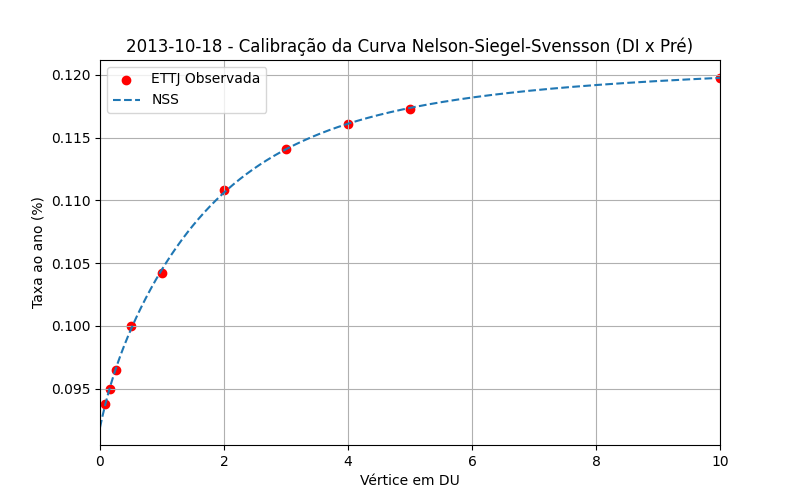 2013-10-18 - Calibração da Curva Nelson-Siegel-Svensson (DI x Pré)
ETTJ Observada
NSS
Taxa ao ano (%)
0.120
0.115
0.110
0.105
0.100
0.095
0 2 4 6 8 10
Vértice em DU